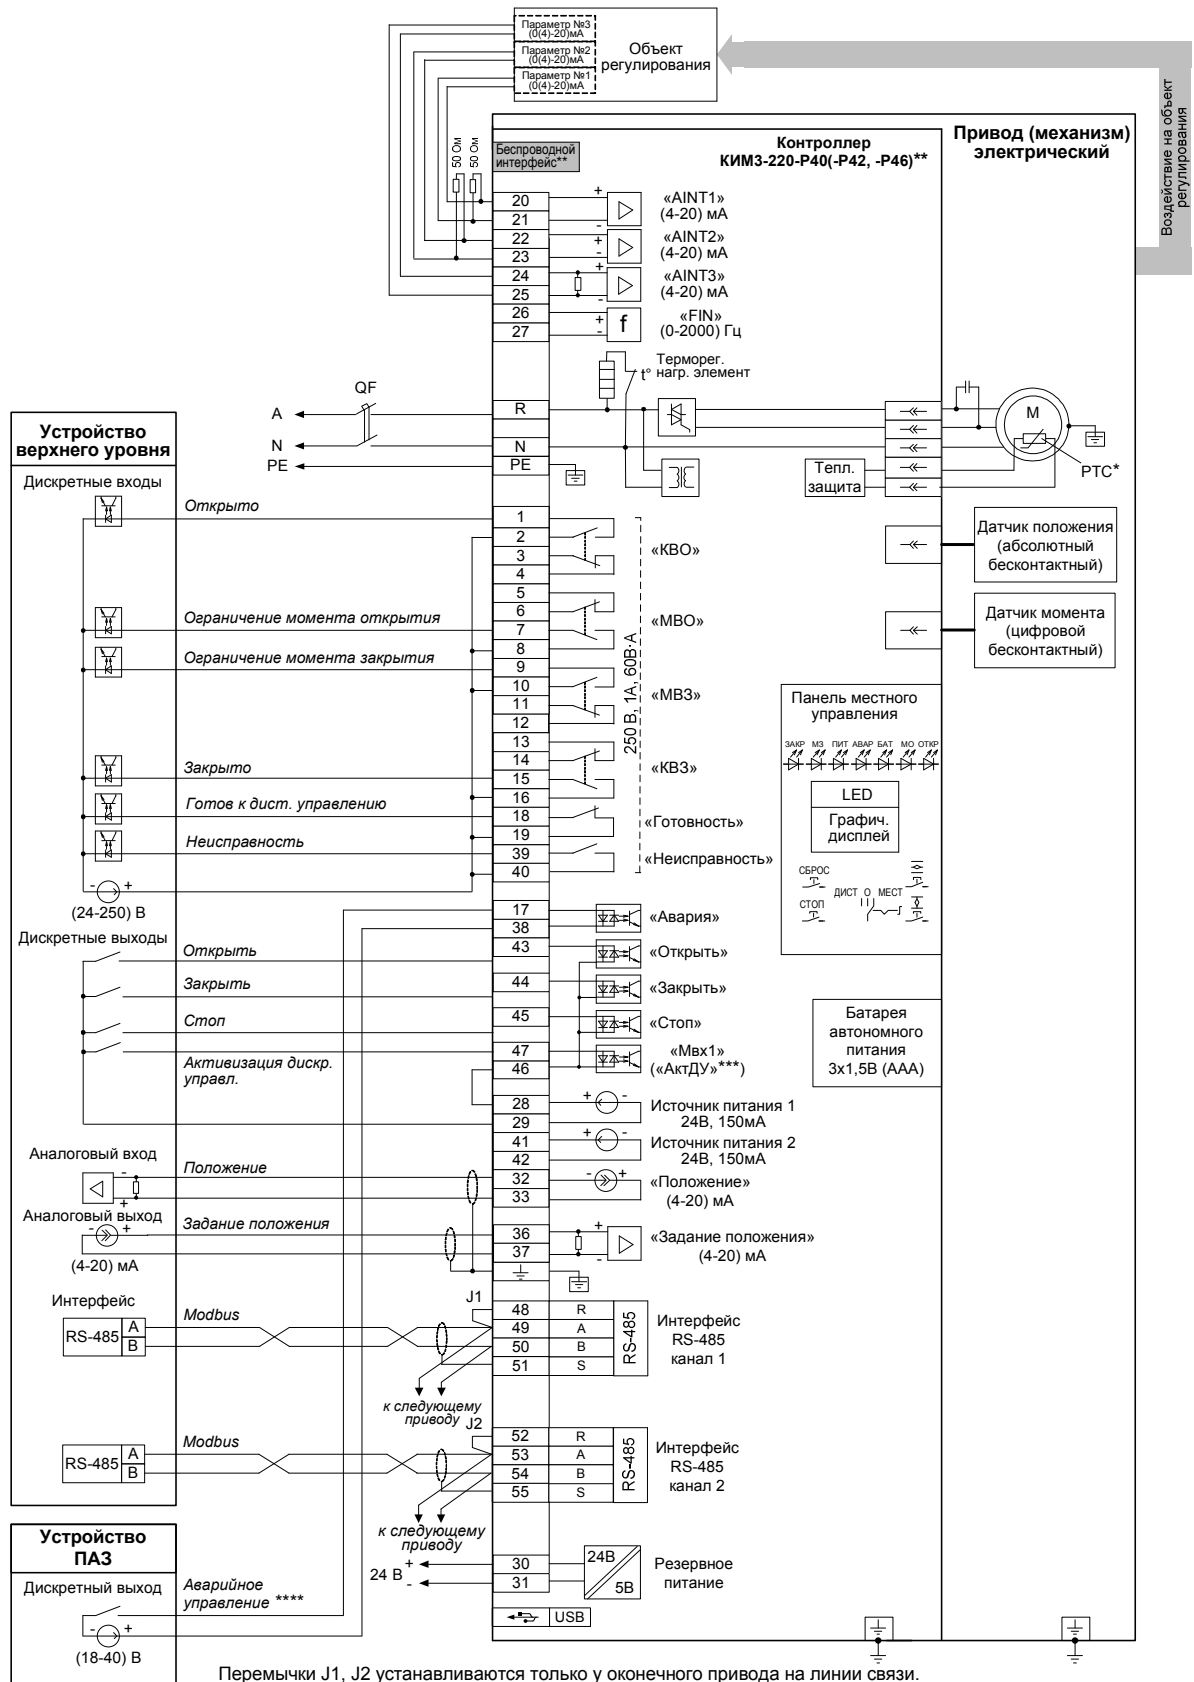 Параметр №3
(0(4)-20)мА
Параметр №2
(0(4)-20)мА
Параметр №1
(0(4)-20)мА
Объект
регулирования
Воздействие на объект
регулирования
50 Ом
50 Ом
Беспроводной
интерфейс**
Контроллер
КИМ3-220-Р40(-Р42, -Р46)**
Привод (механизм)
электрический
20
21
22
23
24
25
26
27
+
-
«AINT1»
(4-20) мА
+
-
«AINT2»
(4-20) мА
+
-
«AINT3»
(4-20) мА
+
-
f
«FIN»
(0-2000) Гц
Терморег.
t° нагр. элемент
QF
A
N
PE
R
N
PE
М
РТС*
Тепл.
защита
Устройство
верхнего уровня
Дискретные входы
Открыто
Ограничение момента открытия
Ограничение момента закрытия
Закрыто
Готов к дист. управлению
Неисправность
- +
(24-250) В
1
2
3
4
5
6
7
8
9
10
11
12
13
14
15
16
18
19
39
40
«КВО»
«МВО»
«МВЗ»
«КВЗ»
«Готовность»
«Неисправность»
250 В, 1А, 60В·А
Датчик положения
(абсолютный
бесконтактный)
Датчик момента
(цифровой
бесконтактный)
Панель местного
управления
ЗАКР МЗ ПИТ АВАР БАТ МО ОТКР
LED
Графич.
дисплей
СБРОС
СТОП
ДИСТ О МЕСТ
Батарея
автономного
питания
3х1,5В (ААА)
Дискретные выходы
Открыть
Закрыть
Стоп
Активизация дискр.
управл.
17
38
43
44
45
47
46
28
29
41
42
32
33
36
37
«Авария»
«Открыть»
«Закрыть»
«Стоп»
«Мвх1»
(«АктДУ»***)
+ -
Источник питания 1
24В, 150мА
+ -
Источник питания 2
24В, 150мА
- +
«Положение»
(4-20) мА
+
-
«Задание положения»
(4-20) мА
Аналоговый вход
-
+
Положение
Аналоговый выход
- +
(4-20) мА
Задание положения
Интерфейс
RS-485
A
B
Modbus
J1
48 R
49 A
50 B
51 S
RS-485
Интерфейс
RS-485
канал 1
к следующему
приводу
J2
RS-485
A
B
Modbus
52 R
53 A
54 B
55 S
RS-485
Интерфейс
RS-485
канал 2
к следующему
приводу
24 В
+
-
30
31
24В
5В
Резервное
питание
USB
Устройство
ПАЗ
Дискретный выход
Аварийное
управление ****
- +
(18-40) В
Перемычки J1, J2 устанавливаются только у оконечного привода на линии связи.